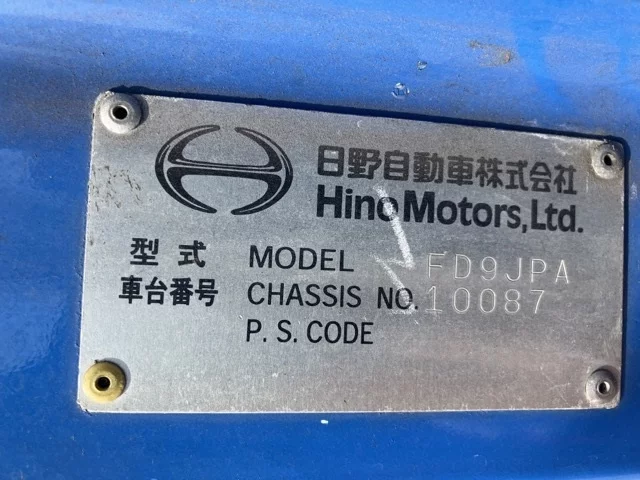 日野自動車株式会社
Hino Motors, Ltd.
型式 MODEL FD9JPA
車台番号 CHASSIS NO. 10087
P. S. CODE